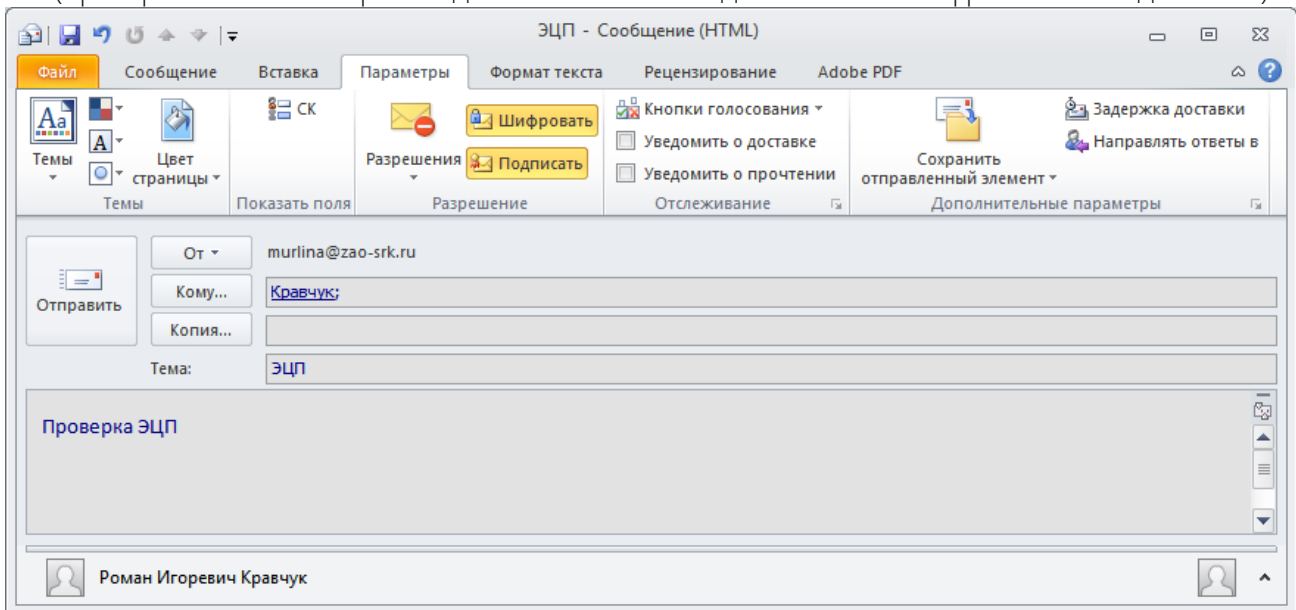 ЭЦП - Сообщение (HTML)
Файл Сообщение Вставка Параметры Формат текста Рецензирование Adobe PDF
Темы
Цвет страницы
Темы
СК
Показать поля
Разрешения
Шифровать
Подписать
Разрешение
Кнопки голосования
Уведомить о доставке
Уведомить о прочтении
Отслеживание
Сохранить
отправленный элемент
Задержка доставки
Направлять ответы в
Дополнительные параметры
Отправить
От murlina@zao-srk.ru
Кому... Кравчук;
Копия...
Тема: ЭЦП
Проверка ЭЦП
Роман Игоревич Кравчук